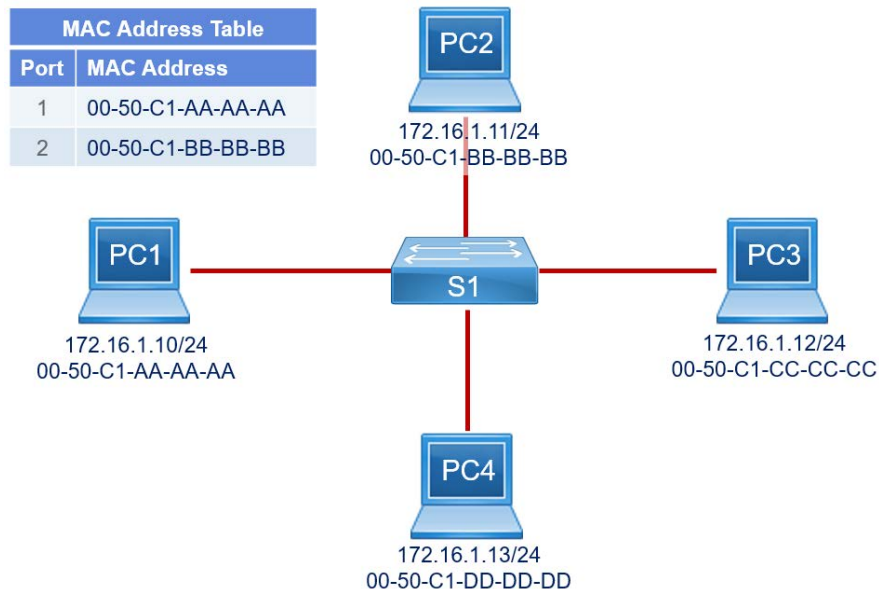 MAC Address Table
Port MAC Address
1 00-50-C1-AA-AA-AA
2 00-50-C1-BB-BB-BB
PC2
172.16.1.11/24
00-50-C1-BB-BB-BB
PC1
172.16.1.10/24
00-50-C1-AA-AA-AA
S1
PC3
172.16.1.12/24
00-50-C1-CC-CC-CC
PC4
172.16.1.13/24
00-50-C1-DD-DD-DD